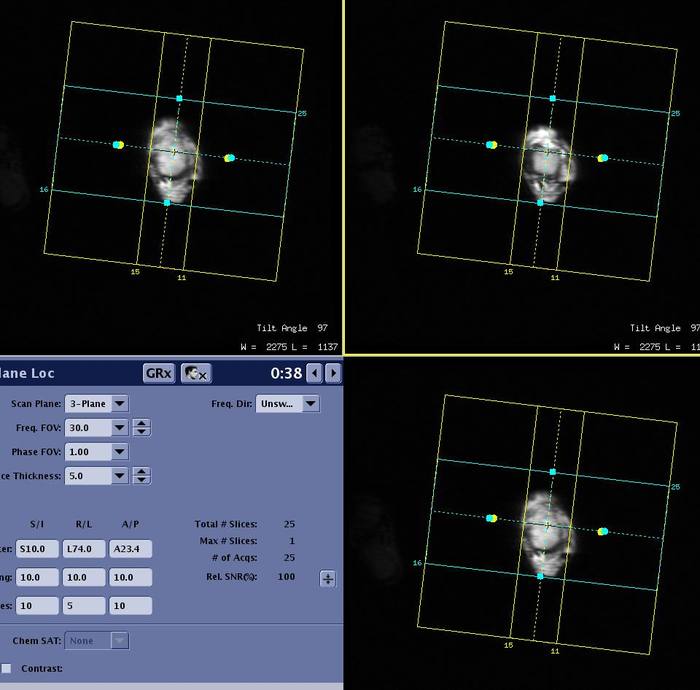 25
16
15
11
Tilt Angle 97
W = 2275 L = 1137
25
16
15
11
Tilt Angle 97
W = 2275 L = 11
lane Loc
GRx
0:38
Scan Plane: 3-Plane
Freq. Dir: Unsw...
Freq. FOV: 30.0
Phase FOV: 1.00
ce Thickness: 5.0
S/I R/L A/P
Total # Slices: 25
Max # Slices: 1
# of Acqs: 25
Rel. SNR(%): 100
er: S10.0 L74.0 A23.4
ng: 10.0 10.0 10.0
es: 10 5 10
Chem SAT: None
Contrast:
25
16
15
11